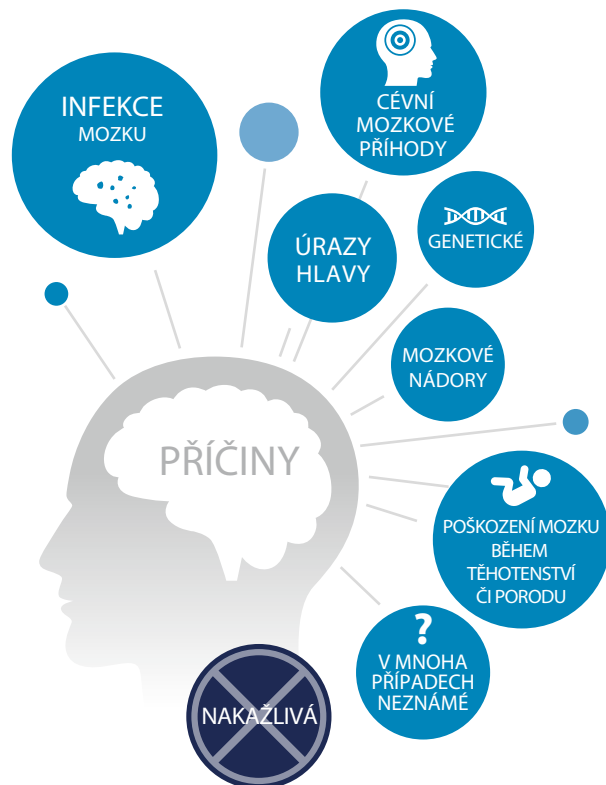 INFEKCE
MOZKU
CÉVNÍ
MOZKOVÉ
PŘÍHODY
ÚRAZY
HLAVY
GENETICKÉ
MOZKOVÉ
NÁDORY
PŘÍČINY
POŠKOZENÍ MOZKU
BĚHEM
TĚHOTENSTVÍ
ČI PORODU
?
V MNOHA
PŘÍPADECH
NEZNÁMÉ
NAKAŽLIVÁ